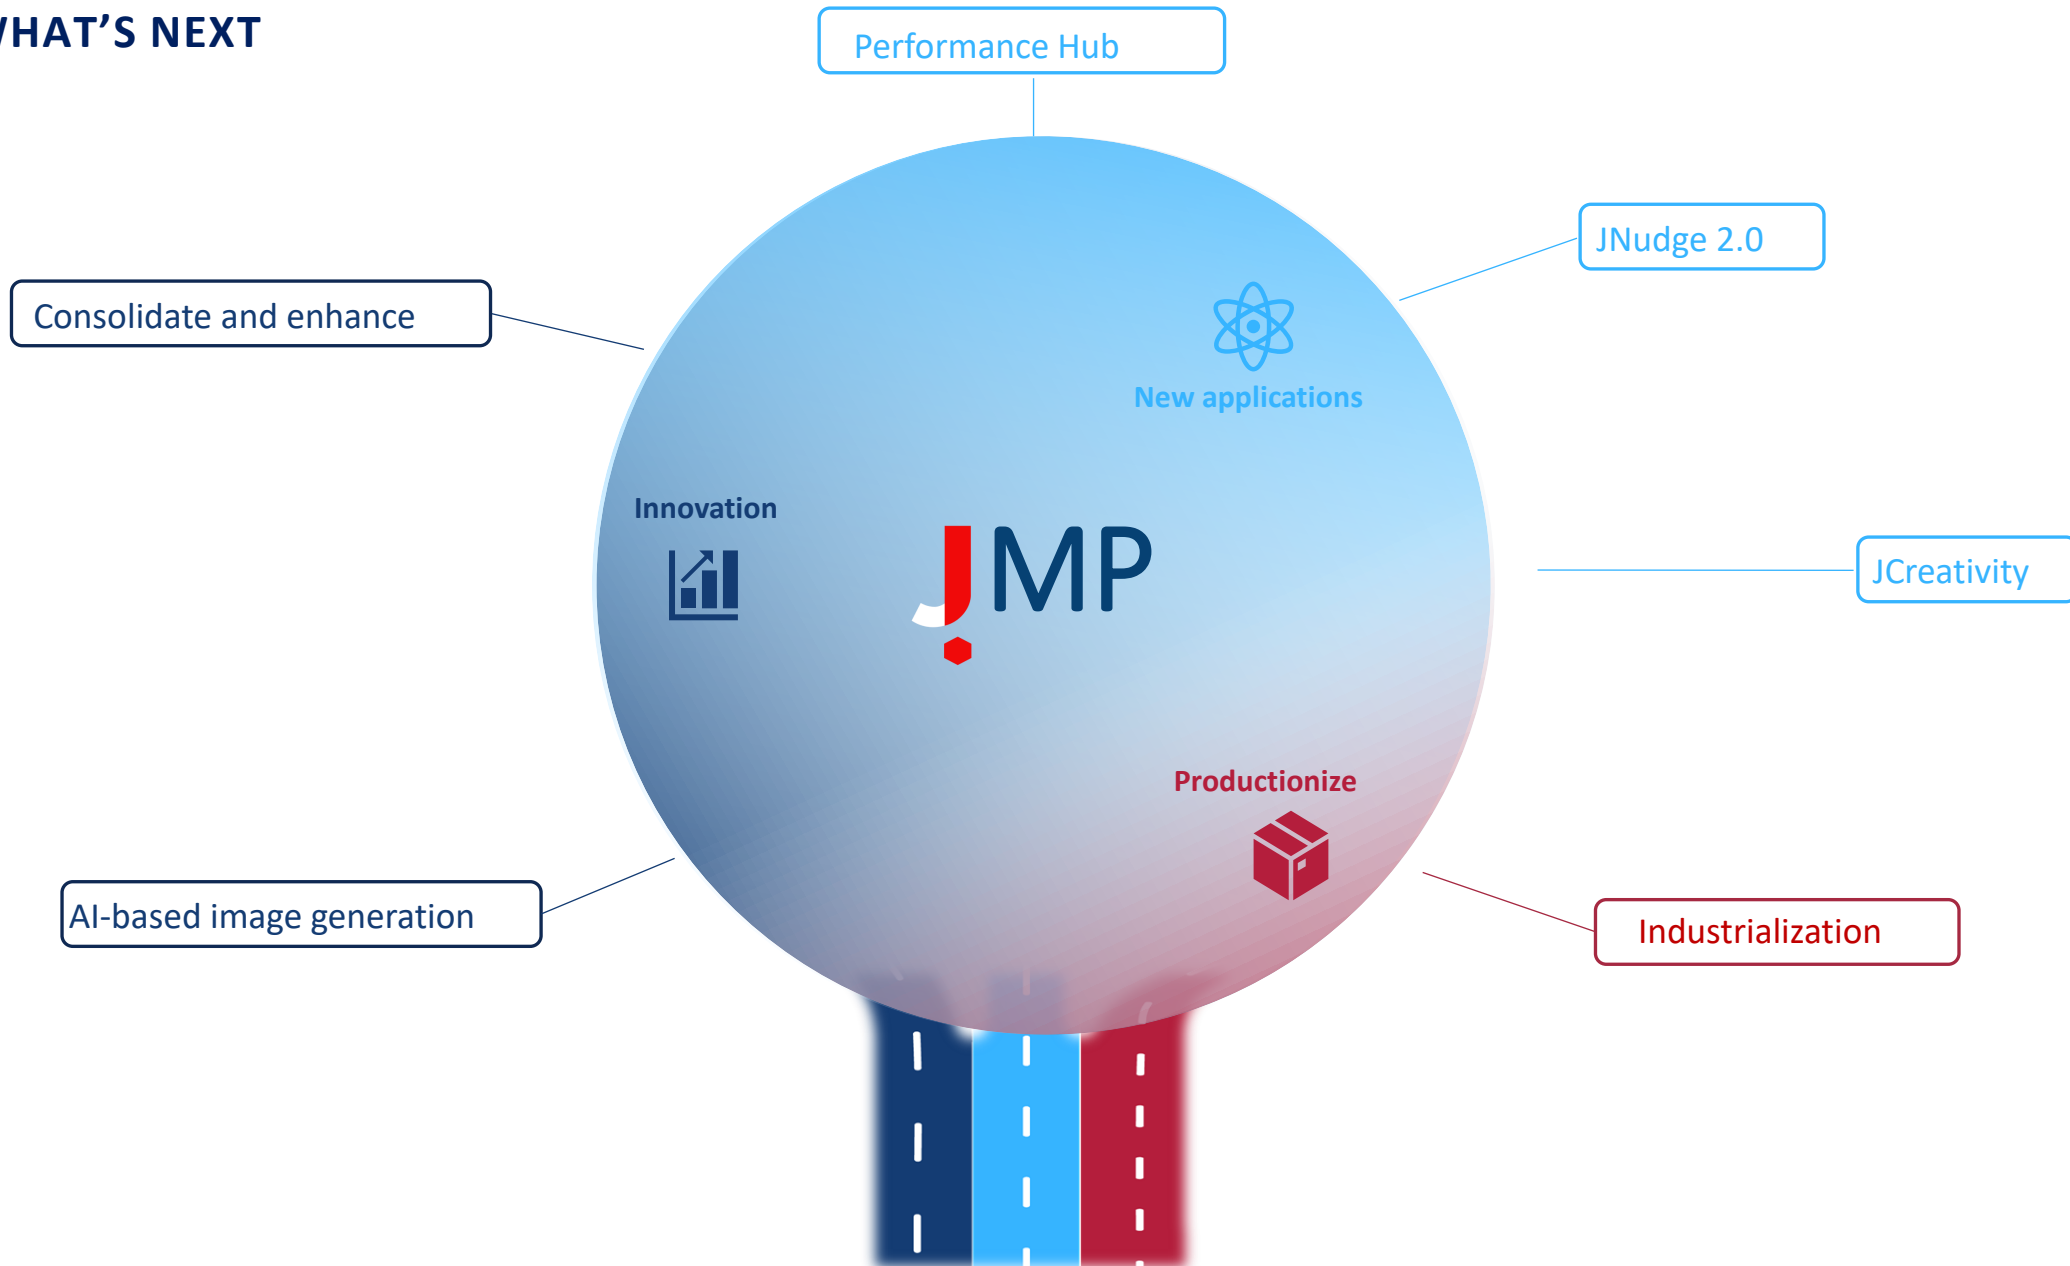 WHAT'S NEXT
Performance Hub
JNudge 2.0
Consolidate and enhance
New applications
Innovation
JMP
JCreativity
Productionize
AI-based image generation
Industrialization